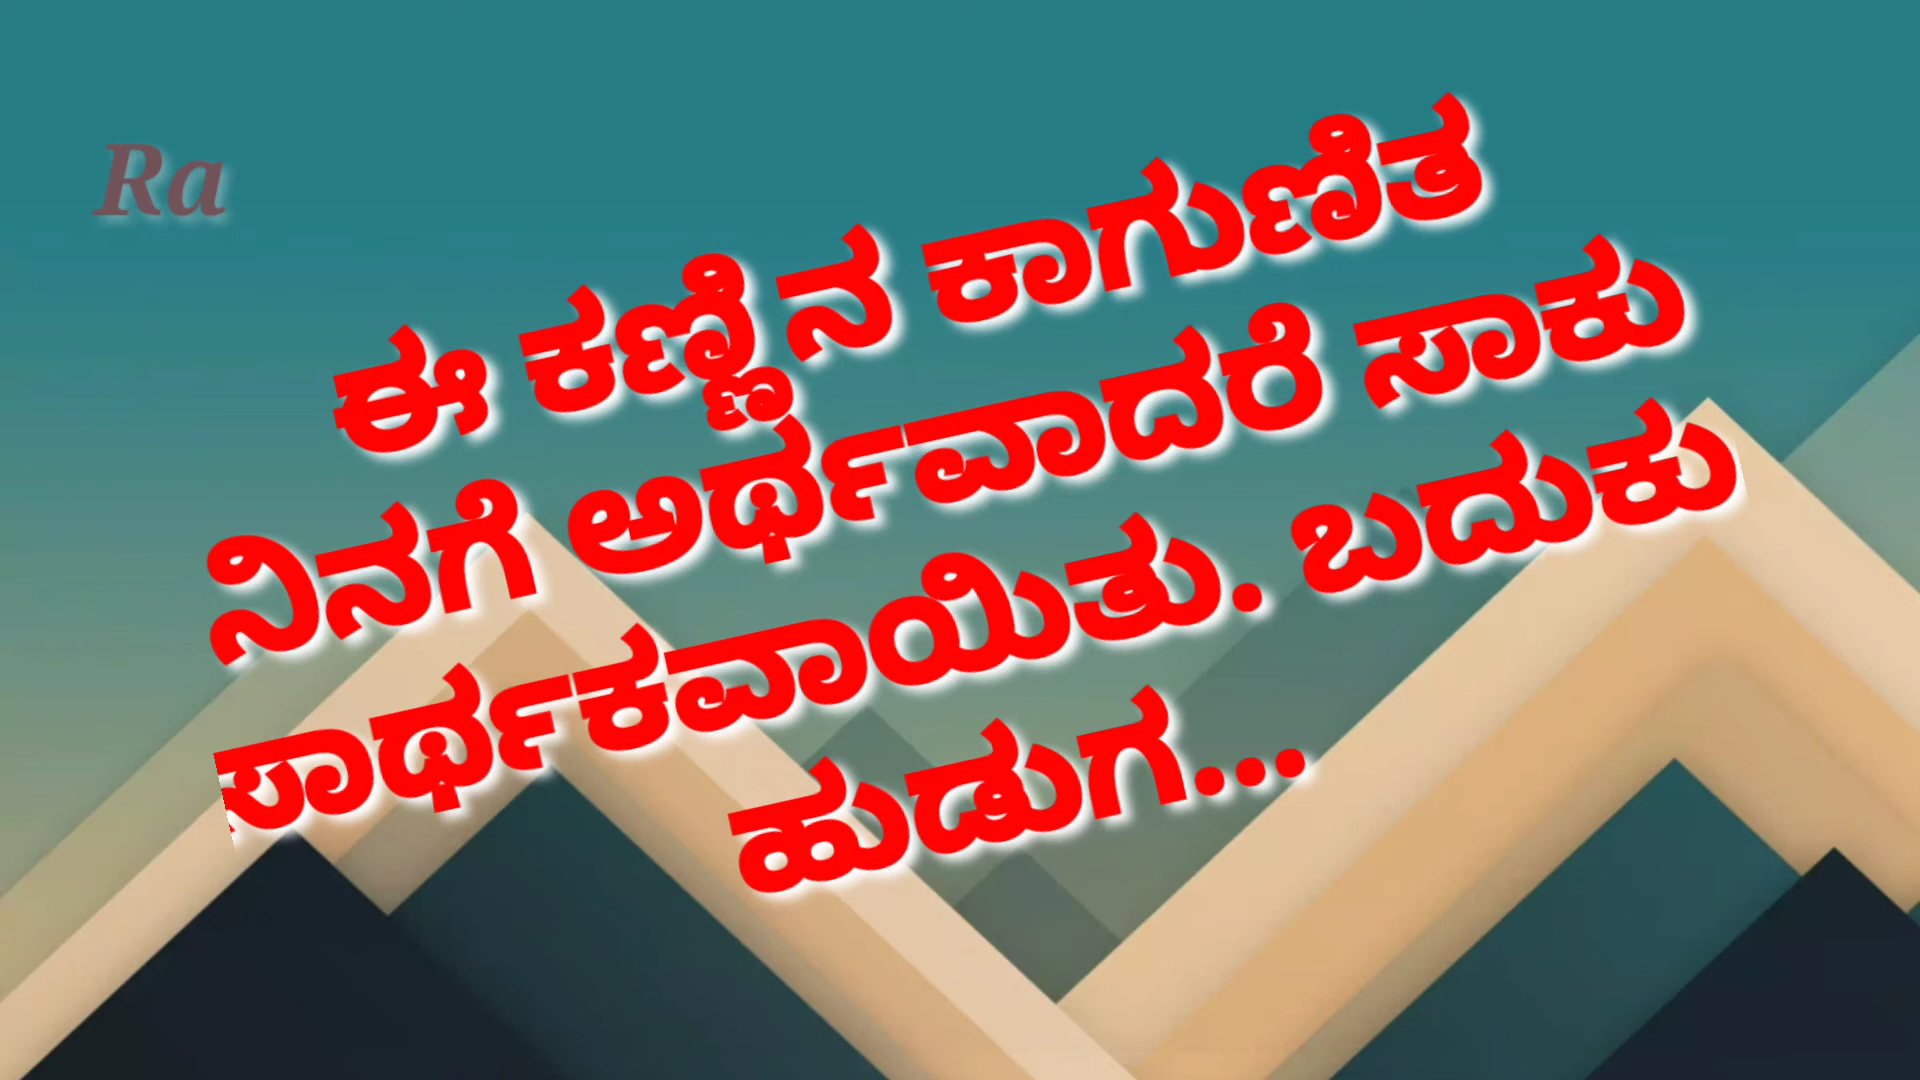 Ra
ಈ ಕಣ್ಣಿನ ಕಾಗುಣಿತ
ನಿನಗೆ ಅರ್ಥವಾದರೆ ಸಾಕು
ಸಾರ್ಥಕವಾಯಿತು. ಬದುಕು
ಹುಡುಗ...